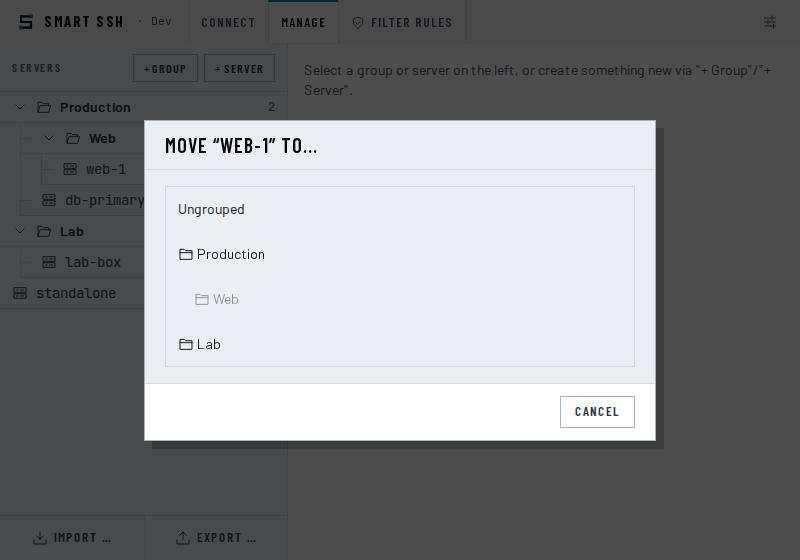 SMART SSH · Dev CONNECT MANAGE FILTER RULES
SERVERS +GROUP +SERVER
Select a group or server on the left, or create something new via "+ Group"/"+
Server".
Production 2
Web
web-1
db-primary
Lab
lab-box
standalone
MOVE “WEB-1” TO…
Ungrouped
Production
Web
Lab
CANCEL
IMPORT … EXPORT …